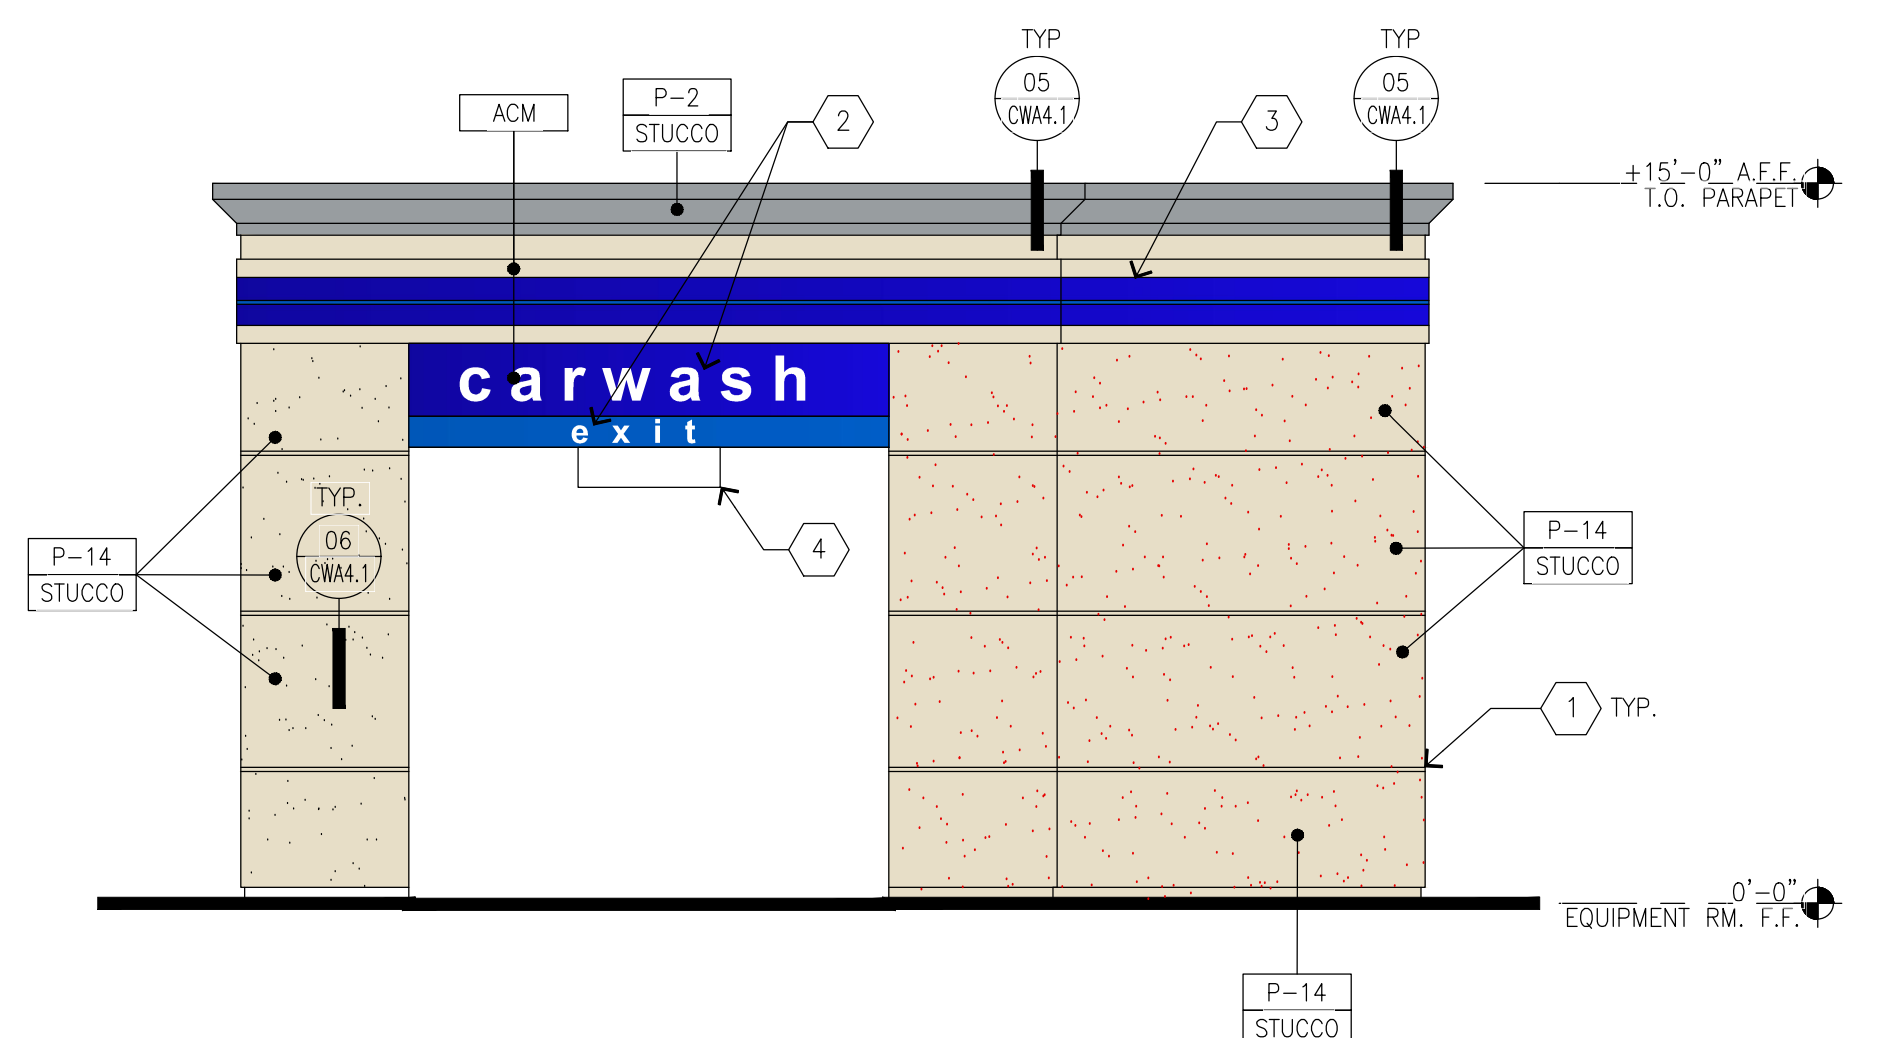 TYP
TYP
05
CWA4.1
05
CWA4.1
P-2
STUCCO
ACM
2
3
+15'-0" A.F.F.
T.O. PARAPET
carwash
exit
TYP.
06
CWA4.1
4
P-14
STUCCO
P-14
STUCCO
1 TYP.
0'-0"
EQUIPMENT RM. F.F.
P-14
STUCCO